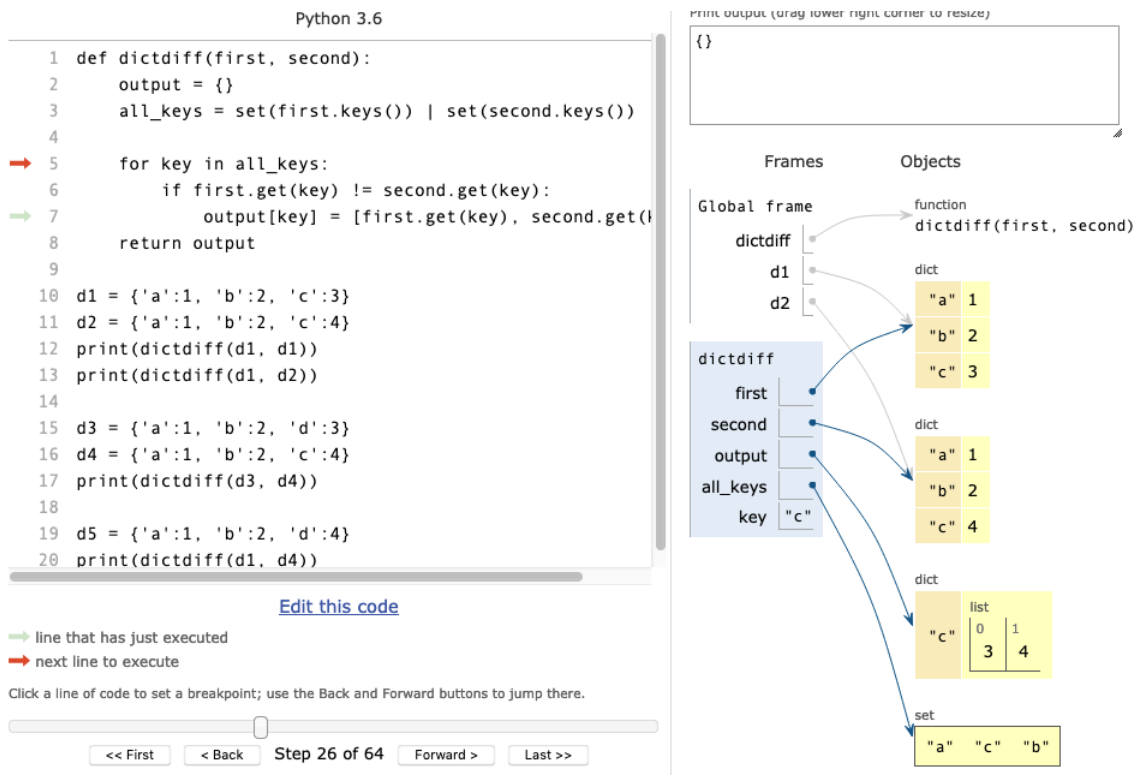 Python 3.6
1 def dictdiff(first, second):
2     output = {}
3     all_keys = set(first.keys()) | set(second.keys())
4
5     for key in all_keys:
6         if first.get(key) != second.get(key):
7             output[key] = [first.get(key), second.get(
8     return output
9
10 d1 = {'a':1, 'b':2, 'c':3}
11 d2 = {'a':1, 'b':2, 'c':4}
12 print(dictdiff(d1, d1))
13 print(dictdiff(d1, d2))
14
15 d3 = {'a':1, 'b':2, 'd':3}
16 d4 = {'a':1, 'b':2, 'c':4}
17 print(dictdiff(d3, d4))
18
19 d5 = {'a':1, 'b':2, 'd':4}
20 print(dictdiff(d1, d4))
Edit this code
line that has just executed
next line to execute
Click a line of code to set a breakpoint; use the Back and Forward buttons to jump there.
<< First
< Back
Step 26 of 64
Forward >
Last >>
Print output (drag lower right corner to resize)
{}
Frames
Objects
Global frame
dictdiff
d1
d2
function
dictdiff(first, second)
dict
"a" 1
"b" 2
"c" 3
dictdiff
first
second
output
all_keys
key "c"
dict
"a" 1
"b" 2
"c" 4
dict
"c"
list
0 1
3 4
set
"a" "c" "b"